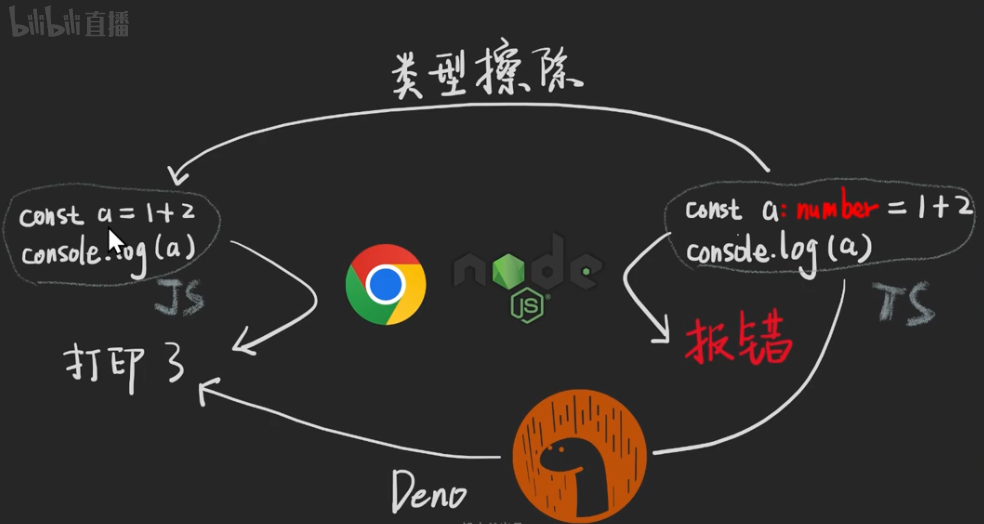 bilibili直播
类型擦除
const a = 1+2
console.log(a)
JS
const a: number = 1+2
console.log(a)
TS
node
JS
打印 3
报错
Deno